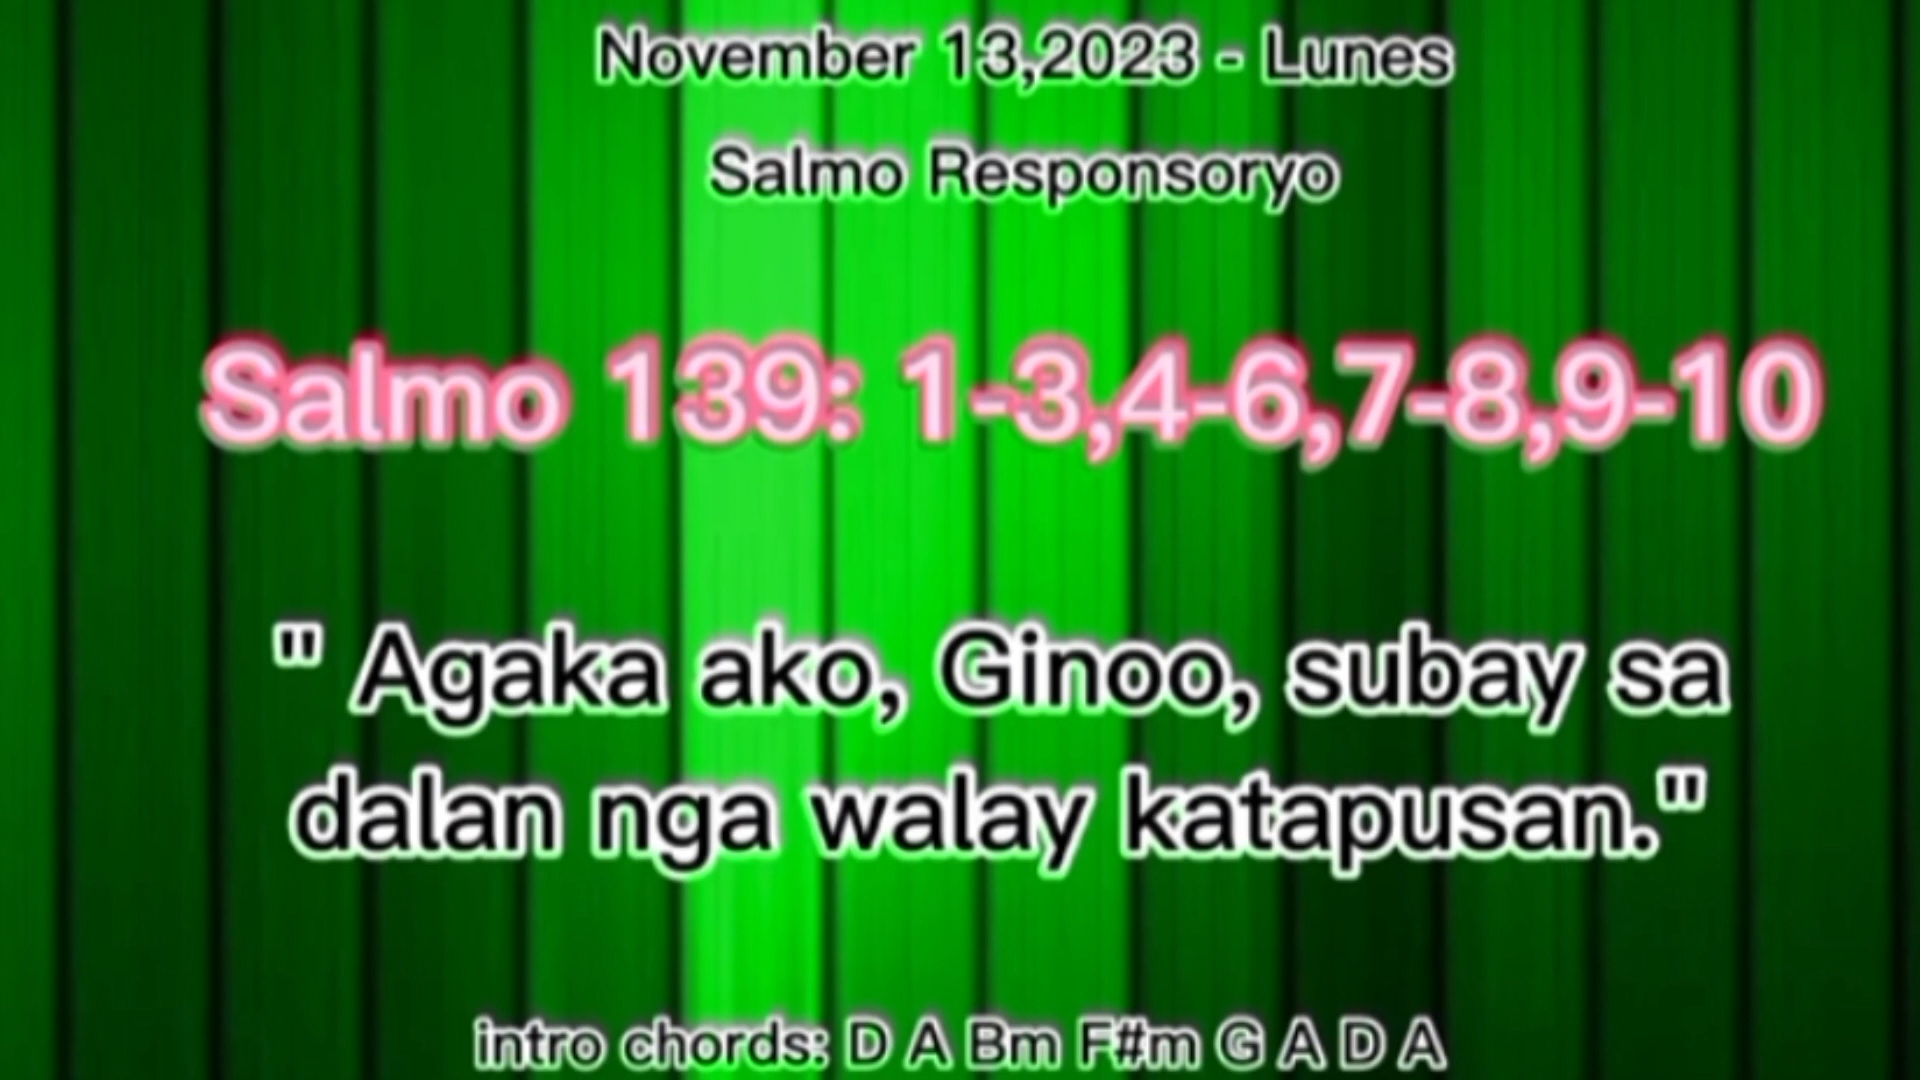 November 13,2023 - Lunes
Salmo Responsoryo
Salmo 139: 1-3,4-6,7-8,9-10
" Agaka ako, Ginoo, subay sa
dalan nga walay katapusan."
intro chords: D A Bm F#m G A D A